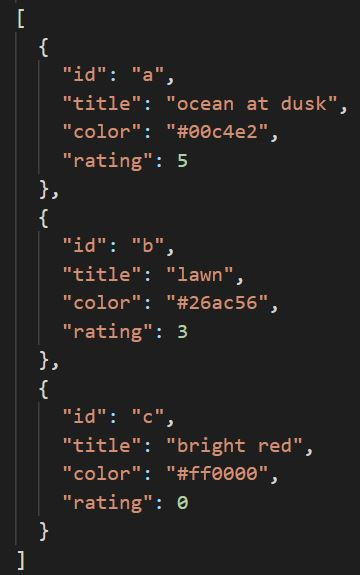 [
  {
    "id": "a",
    "title": "ocean at dusk",
    "color": "#00c4e2",
    "rating": 5
  },
  {
    "id": "b",
    "title": "lawn",
    "color": "#26ac56",
    "rating": 3
  },
  {
    "id": "c",
    "title": "bright red",
    "color": "#ff0000",
    "rating": 0
  }
]